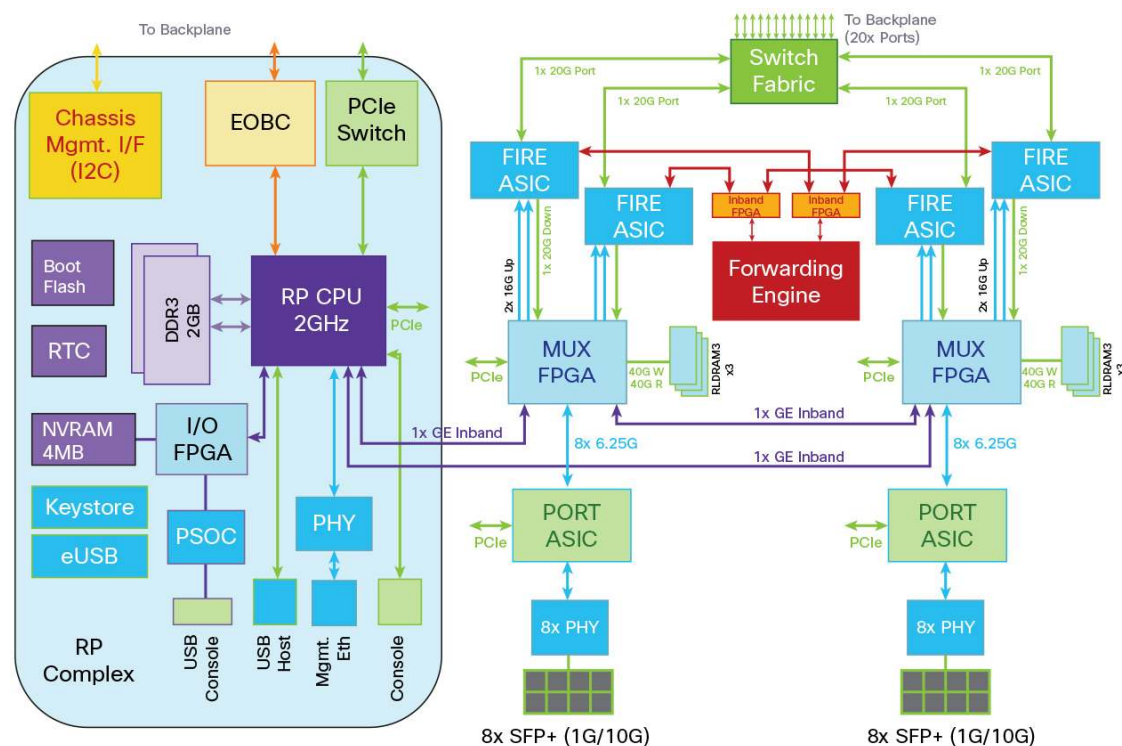 To Backplane
Chassis
Mgmt. I/F
(I2C)
EOBC
PCIe
Switch
Boot
Flash
RTC
DDR3
2GB
RP CPU
2GHz
PCIe
NVRAM
4MB
I/O
FPGA
Keystore
eUSB
PSOC
PHY
USB
Console
USB
Host
Mgmt.
Eth
Console
RP
Complex
To Backplane
(20x Ports)
Switch
Fabric
1x 20G Port
1x 20G Port
1x 20G Port
1x 20G Port
FIRE
ASIC
FIRE
ASIC
Inband
FPGA
Inband
FPGA
FIRE
ASIC
FIRE
ASIC
Forwarding
Engine
2x 16G Up
1x 20G Down
2x 16G Up
1x 20G Down
PCIe
MUX
FPGA
40G W
40G R
RLDRAM3
x3
PCIe
MUX
FPGA
40G W
40G R
RLDRAM3
x3
1x GE Inband
1x GE Inband
1x GE Inband
8x 6.25G
8x 6.25G
PORT
ASIC
PCIe
PORT
ASIC
PCIe
8x PHY
8x PHY
8x SFP+ (1G/10G)
8x SFP+ (1G/10G)